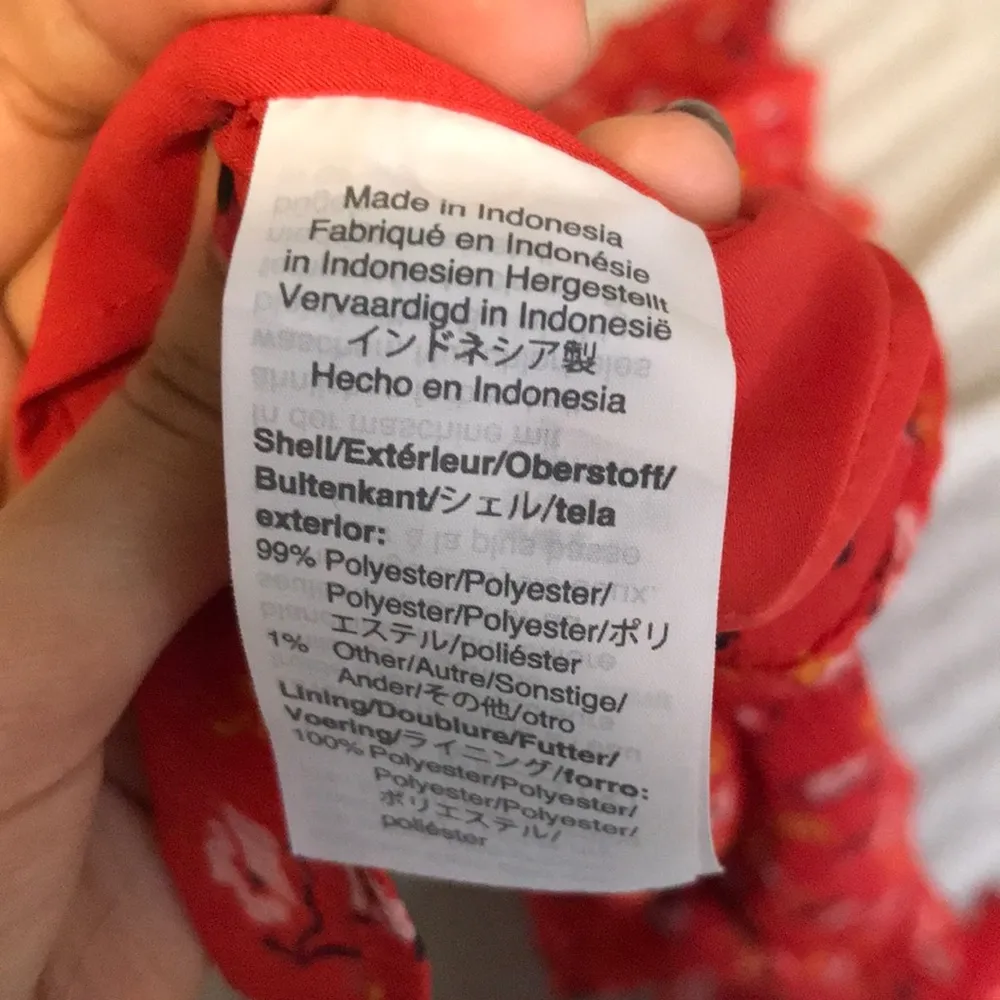 Made in Indonesia
Fabriqué en Indonésie
in Indonesien Hergestellt
Vervaardigd in Indonesië
インドネシア製
Hecho en Indonesia
Shell/Extérieur/Oberstoff/
Buitenkant/シェル/tela
exterior:
99% Polyester/Polyester/
Polyester/Polyester/ポリ
エステル/poliéster
1% Other/Autre/Sonstige/
Ander/その他/otro
Lining/Doublure/Futter/
Voering/ライニング/forro:
100% Polyester/Polyester/
Polyester/Polyester/
ポリエステル/
poliéster